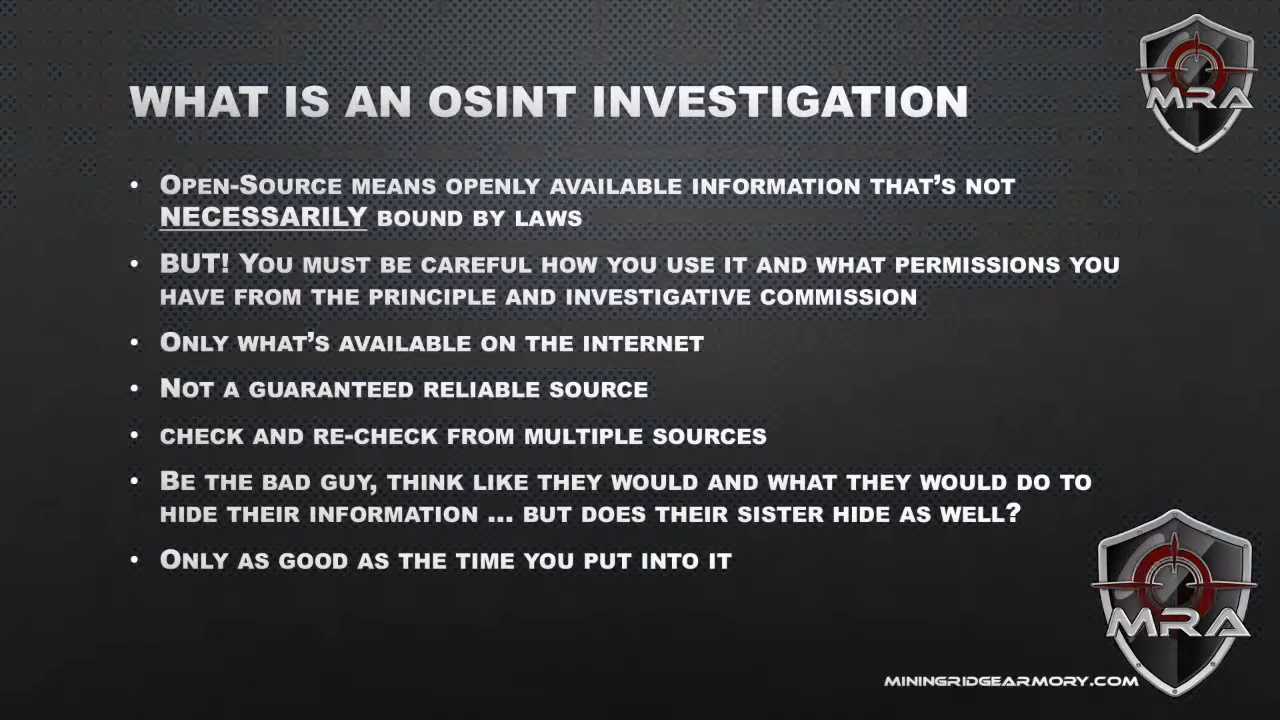 WHAT IS AN OSINT INVESTIGATION
MRA
• OPEN-SOURCE MEANS OPENLY AVAILABLE INFORMATION THAT'S NOT
NECESSARILY BOUND BY LAWS
• BUT! YOU MUST BE CAREFUL HOW YOU USE IT AND WHAT PERMISSIONS YOU
HAVE FROM THE PRINCIPLE AND INVESTIGATIVE COMMISSION
• ONLY WHAT'S AVAILABLE ON THE INTERNET
• NOT A GUARANTEED RELIABLE SOURCE
• CHECK AND RE-CHECK FROM MULTIPLE SOURCES
• BE THE BAD GUY, THINK LIKE THEY WOULD AND WHAT THEY WOULD DO TO
HIDE THEIR INFORMATION ... BUT DOES THEIR SISTER HIDE AS WELL?
• ONLY AS GOOD AS THE TIME YOU PUT INTO IT
MRA
MININGRIDGEARMORY.COM